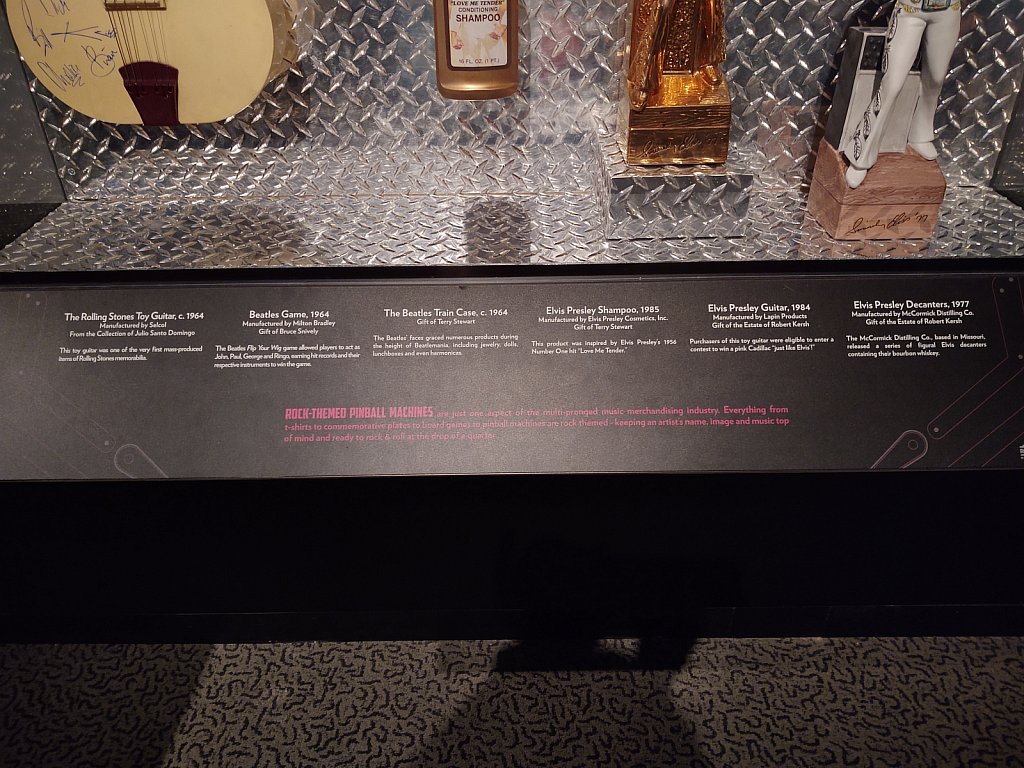 "LOVE ME TENDER"
CONDITIONING
SHAMPOO
16 FL. OZ. (1 PT.)
The Rolling Stones Toy Guitar, c. 1964
Manufactured by Selcol
From the Collection of Julio Santo Domingo
This toy guitar was one of the very first mass-produced
items of Rolling Stones memorabilia.
Beatles Game, 1964
Manufactured by Milton Bradley
Gift of Bruce Snively
The Beatles Flip Your Wig game allowed players to act as
John, Paul, George and Ringo, earning hit records and their
respective instruments to win the game.
The Beatles Train Case, c. 1964
Gift of Terry Stewart
The Beatles' faces graced numerous products during
the height of Beatlemania, including jewelry, dolls,
lunchboxes and even harmonicas.
Elvis Presley Shampoo, 1985
Manufactured by Elvis Presley Cosmetics, Inc.
Gift of Terry Stewart
This product was inspired by Elvis Presley's 1956
Number One hit "Love Me Tender."
Elvis Presley Guitar, 1984
Manufactured by Lapin Products
Gift of the Estate of Robert Kersh
Purchasers of this toy guitar were eligible to enter a
contest to win a pink Cadillac "just like Elvis'!"
Elvis Presley Decanters, 1977
Manufactured by McCormick Distilling Co.
Gift of the Estate of Robert Kersh
The McCormick Distilling Co., based in Missouri,
released a series of figural Elvis decanters
containing their bourbon whiskey.
ROCK-THEMED PINBALL MACHINES are just one aspect of the multi-pronged music merchandising industry. Everything from
t-shirts to commemorative plates to board games to pinball machines are rock themed - keeping an artist's name, image and music top
of mind and ready to rock & roll at the drop of a quarter.